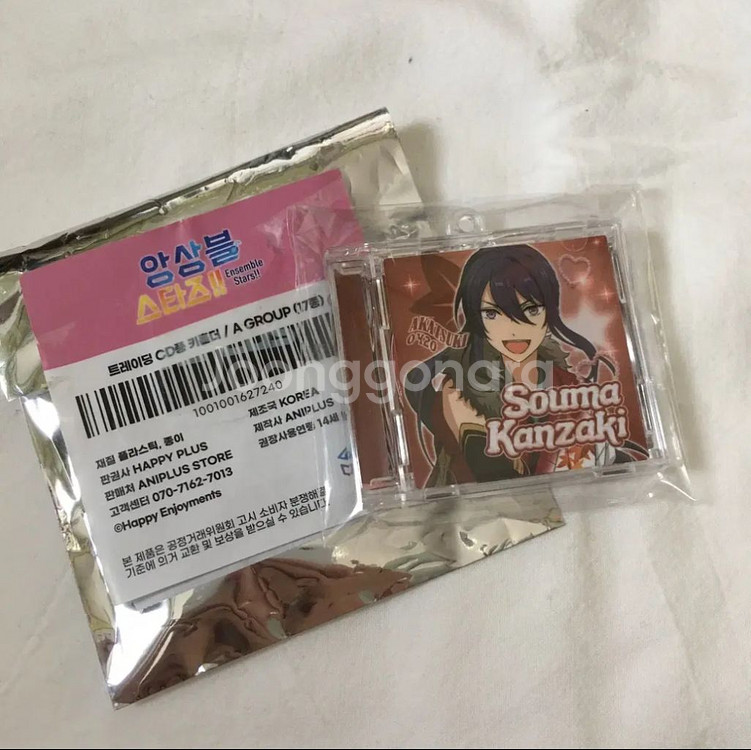 앙상블
스타즈!!
Ensemble
Stars!!
트레이딩 CD풍 키홀더 / A GROUP (17종)
1001001627240
재질 플라스틱, 종이
판권사 HAPPY PLUS
판매처 ANIPLUS STORE
고객센터 070-7162-7013
©Happy Enjoyments
제조국 KOREA
제작사 ANIPLUS
권장사용연령 14세
본 제품은 공정거래위원회 고시 소비자 분쟁해결
기준에 의거 교환 및 보상을 받으실 수 있습니다.
AKATSUKI
0420
Souma
Kanzaki
Joonggonara